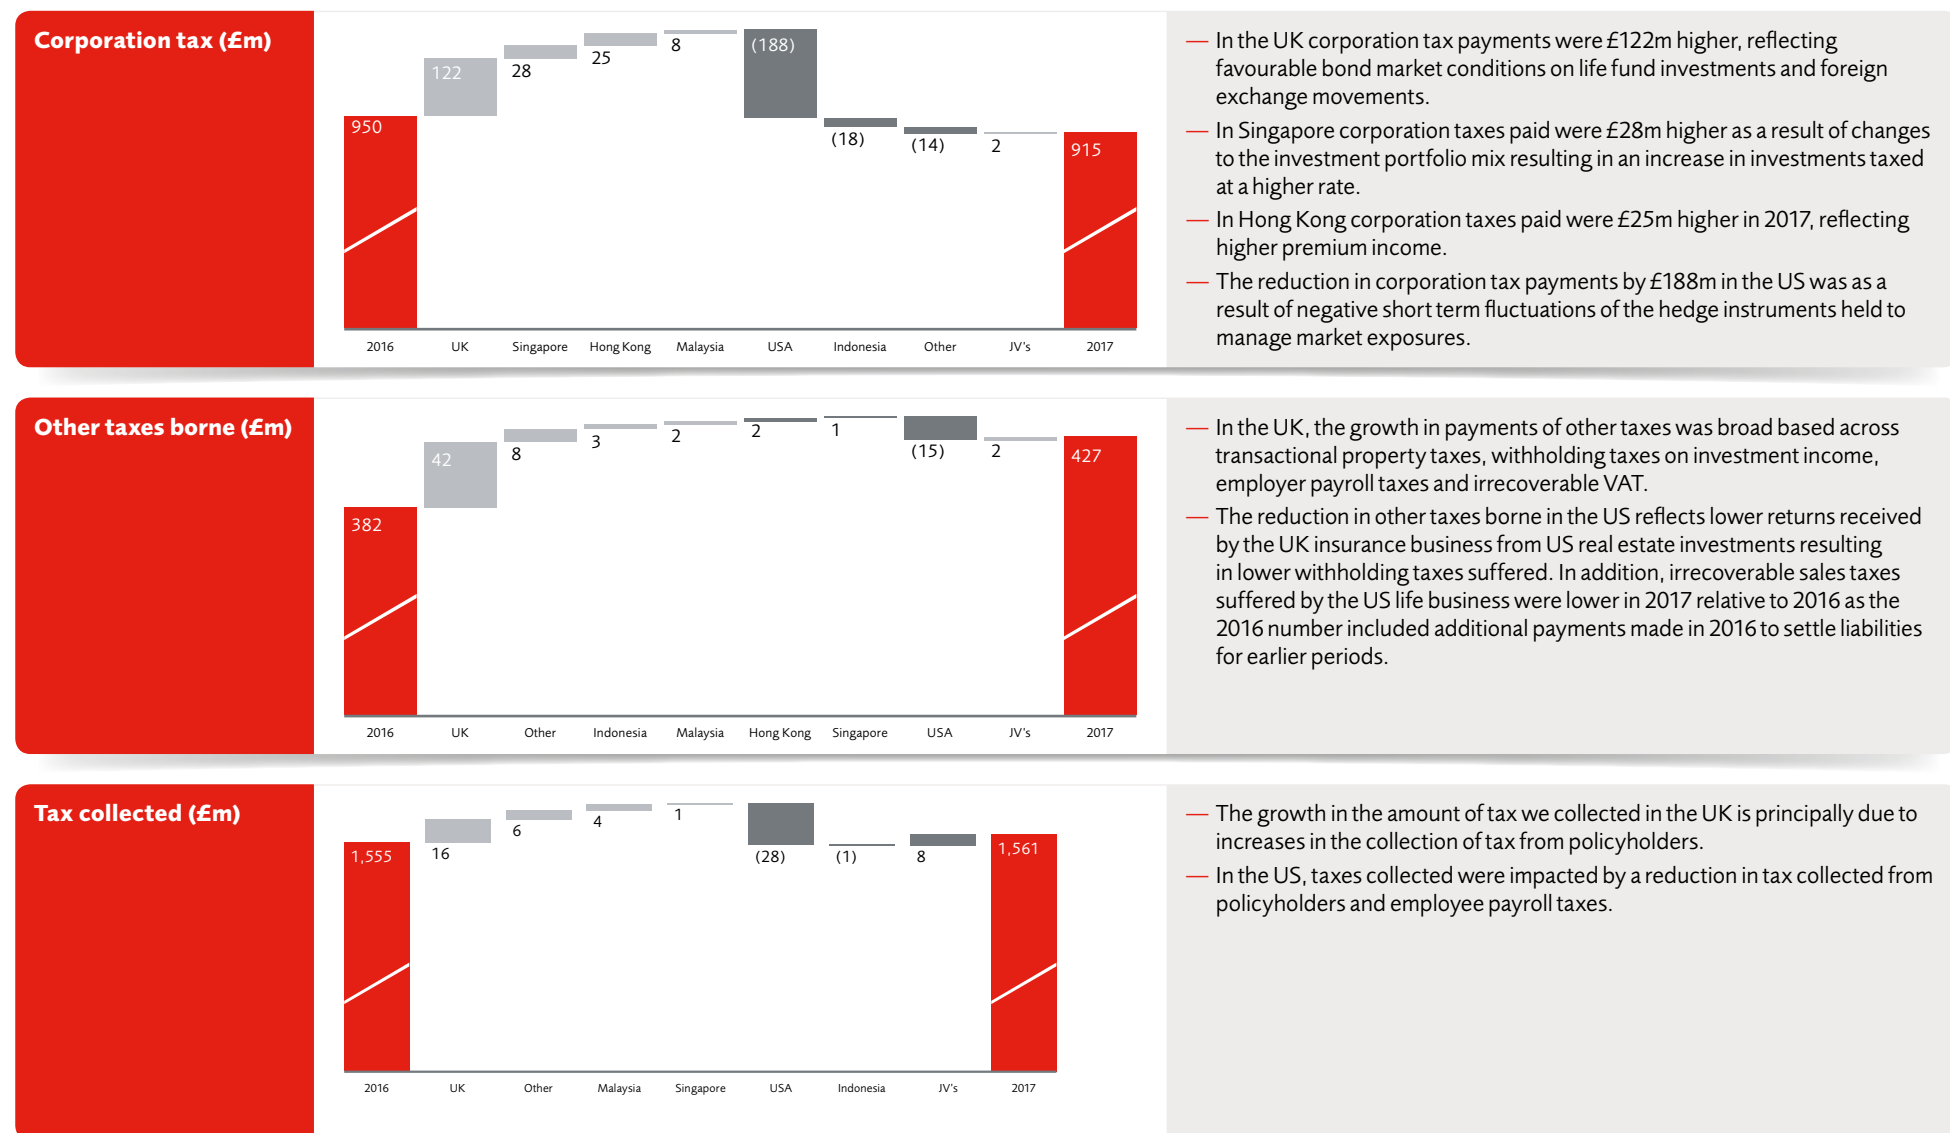 Corporation tax (£m)
950
122
28
25
8
(188)
(18)
(14)
2
915
2016 UK Singapore Hong Kong Malaysia USA Indonesia Other JV's 2017
— In the UK corporation tax payments were £122m higher, reflecting
favourable bond market conditions on life fund investments and foreign
exchange movements.
— In Singapore corporation taxes paid were £28m higher as a result of changes
to the investment portfolio mix resulting in an increase in investments taxed
at a higher rate.
— In Hong Kong corporation taxes paid were £25m higher in 2017, reflecting
higher premium income.
— The reduction in corporation tax payments by £188m in the US was as a
result of negative short term fluctuations of the hedge instruments held to
manage market exposures.
Other taxes borne (£m)
382
42
8
3
2
2
1
(15)
2
427
2016 UK Other Indonesia Malaysia Hong Kong Singapore USA JV's 2017
— In the UK, the growth in payments of other taxes was broad based across
transactional property taxes, withholding taxes on investment income,
employer payroll taxes and irrecoverable VAT.
— The reduction in other taxes borne in the US reflects lower returns received
by the UK insurance business from US real estate investments resulting
in lower withholding taxes suffered. In addition, irrecoverable sales taxes
suffered by the US life business were lower in 2017 relative to 2016 as the
2016 number included additional payments made in 2016 to settle liabilities
for earlier periods.
Tax collected (£m)
1,555
16
6
4
1
(28)
(1)
8
1,561
2016 UK Other Malaysia Singapore USA Indonesia JV's 2017
— The growth in the amount of tax we collected in the UK is principally due to
increases in the collection of tax from policyholders.
— In the US, taxes collected were impacted by a reduction in tax collected from
policyholders and employee payroll taxes.